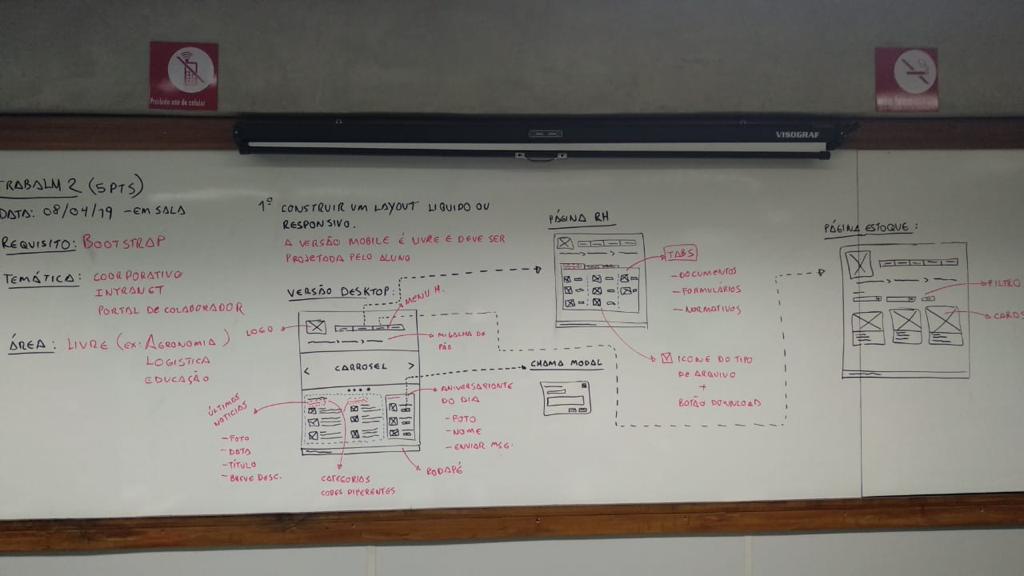 Proibido uso de celular
VISOGRAF
TRABALH 2 (5 PTS)
DATA: 08/04/19 - EM SALA
REQUISITO: BOOTSTRAP
TEMÁTICA: COORPORATIVO
INTRANET
PORTAL DE COLABORADOR
ÁREA: LIVRE (EX: AGRONOMIA)
LOGISTICA
EDUCAÇÃO
1º CONSTRUIR UM LAYOUT LIQUIDO OU
RESPONSIVO.
A VERSÃO MOBILE É LIVRE E DEVE SER
PROJETADA PELO ALUNO
VERSÃO DESKTOP.
MENU H.
LOGO
MIGALHA DE
PÃO
< CARROSEL >
ÚLTIMAS
NOTICIAS
- FOTO
- DATA
- TÍTULO
- BREVE DESC.
CATEGORIAS
CORES DIFERENTES
RODAPÉ
ANIVERSARIANTE
DO DIA
- FOTO
- NOME
- ENVIAR MSG.
CHAMA MODAL
PÁGINA RH
TABS
- DOCUMENTOS
- FORMULÁRIOS
- NORMATIVOS
ICONE DO TIPO
DE ARQUIVO
+
BOTÃO DOWNLOAD
PÁGINA ESTOQUE:
FILTRO
CARDS